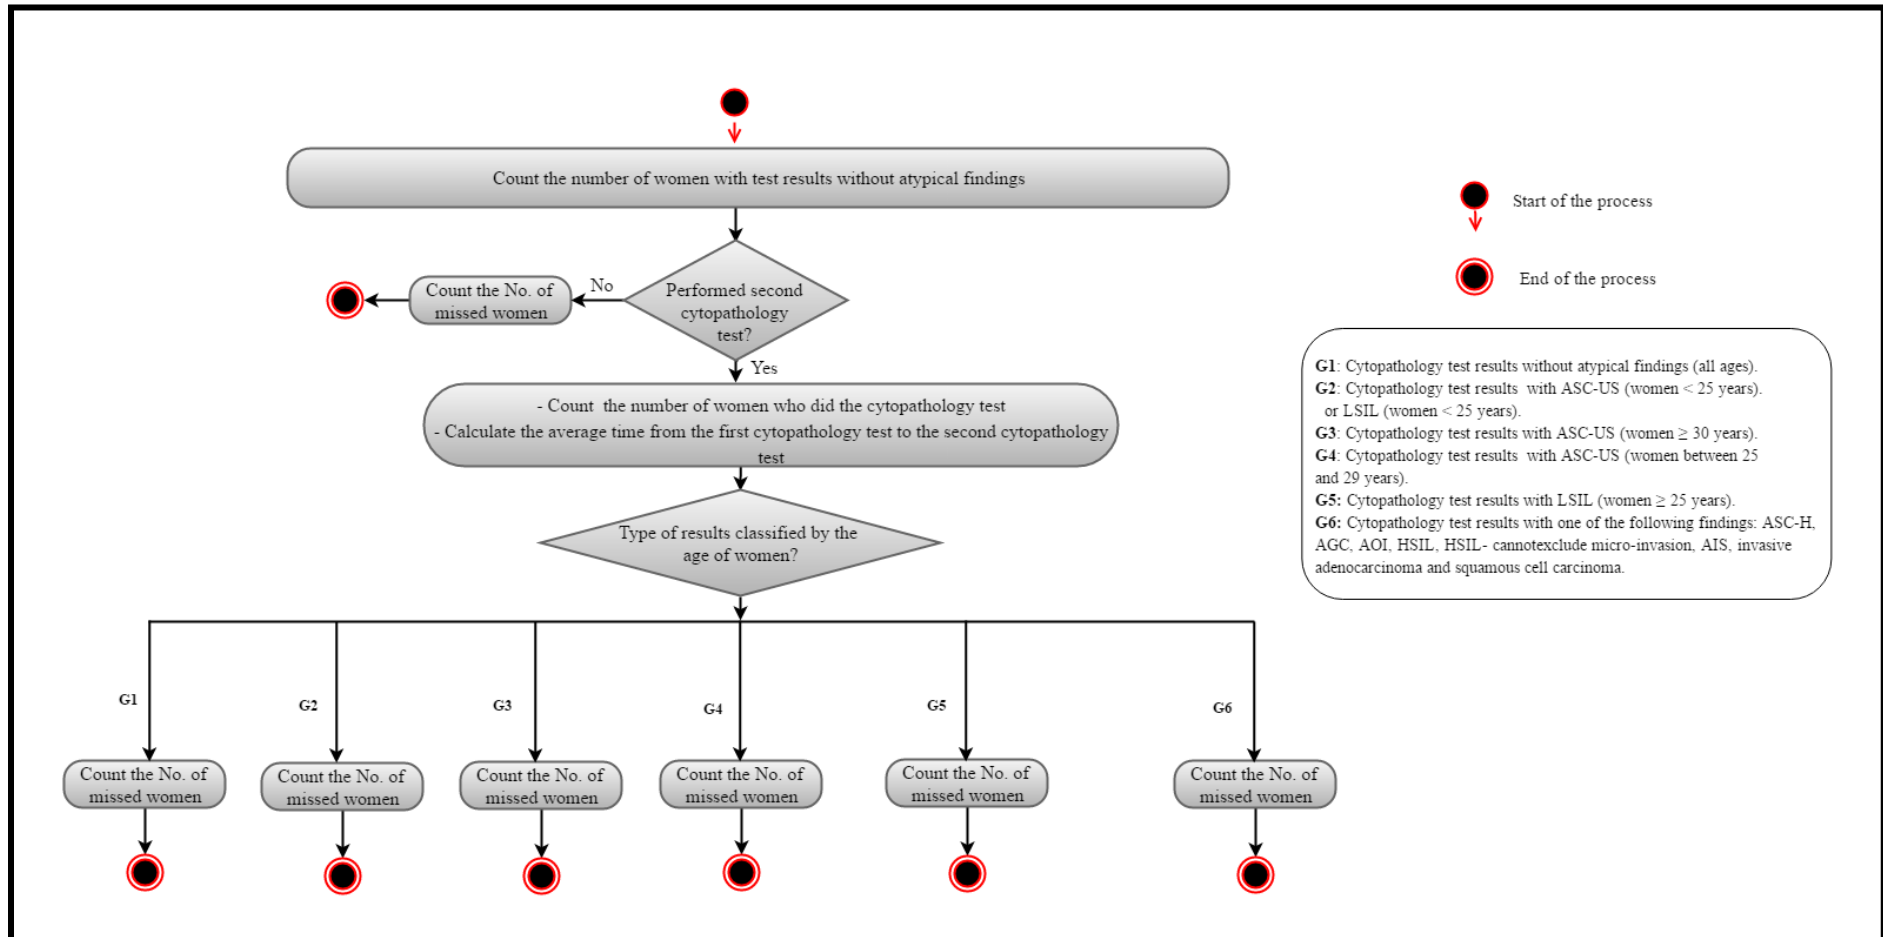 Count the number of women with test results without atypical findings
Start of the process
End of the process
Count the No. of
missed women
No
Performed second
cytopathology
test?
Yes
- Count the number of women who did the cytopathology test
- Calculate the average time from the first cytopathology test to the second cytopathology
test
Type of results classified by the
age of women?
G1: Cytopathology test results without atypical findings (all ages).
G2: Cytopathology test results with ASC-US (women < 25 years).
or LSIL (women < 25 years).
G3: Cytopathology test results with ASC-US (women ≥ 30 years).
G4: Cytopathology test results with ASC-US (women between 25
and 29 years).
G5: Cytopathology test results with LSIL (women ≥ 25 years).
G6: Cytopathology test results with one of the following findings: ASC-H,
AGC, AOI, HSIL, HSIL- cannotexclude micro-invasion, AIS, invasive
adenocarcinoma and squamous cell carcinoma.
G1
G2
G3
G4
G5
G6
Count the No. of
missed women
Count the No. of
missed women
Count the No. of
missed women
Count the No. of
missed women
Count the No. of
missed women
Count the No. of
missed women